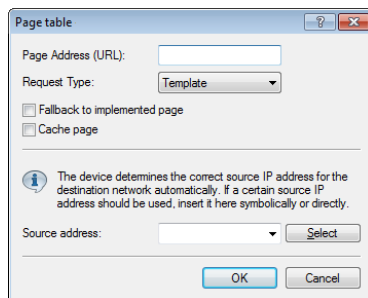 Page table
Page Address (URL):
Request Type: Template
Fallback to implemented page
Cache page
The device determines the correct source IP address for the
destination network automatically. If a certain source IP
address should be used, insert it here symbolically or directly.
Source address: Select
OK Cancel